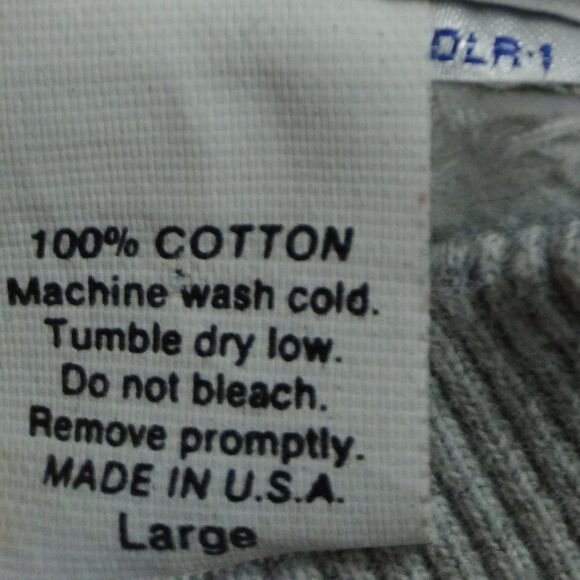 DLR-1
100% COTTON
Machine wash cold.
Tumble dry low.
Do not bleach.
Remove promptly.
MADE IN U.S.A.
Large